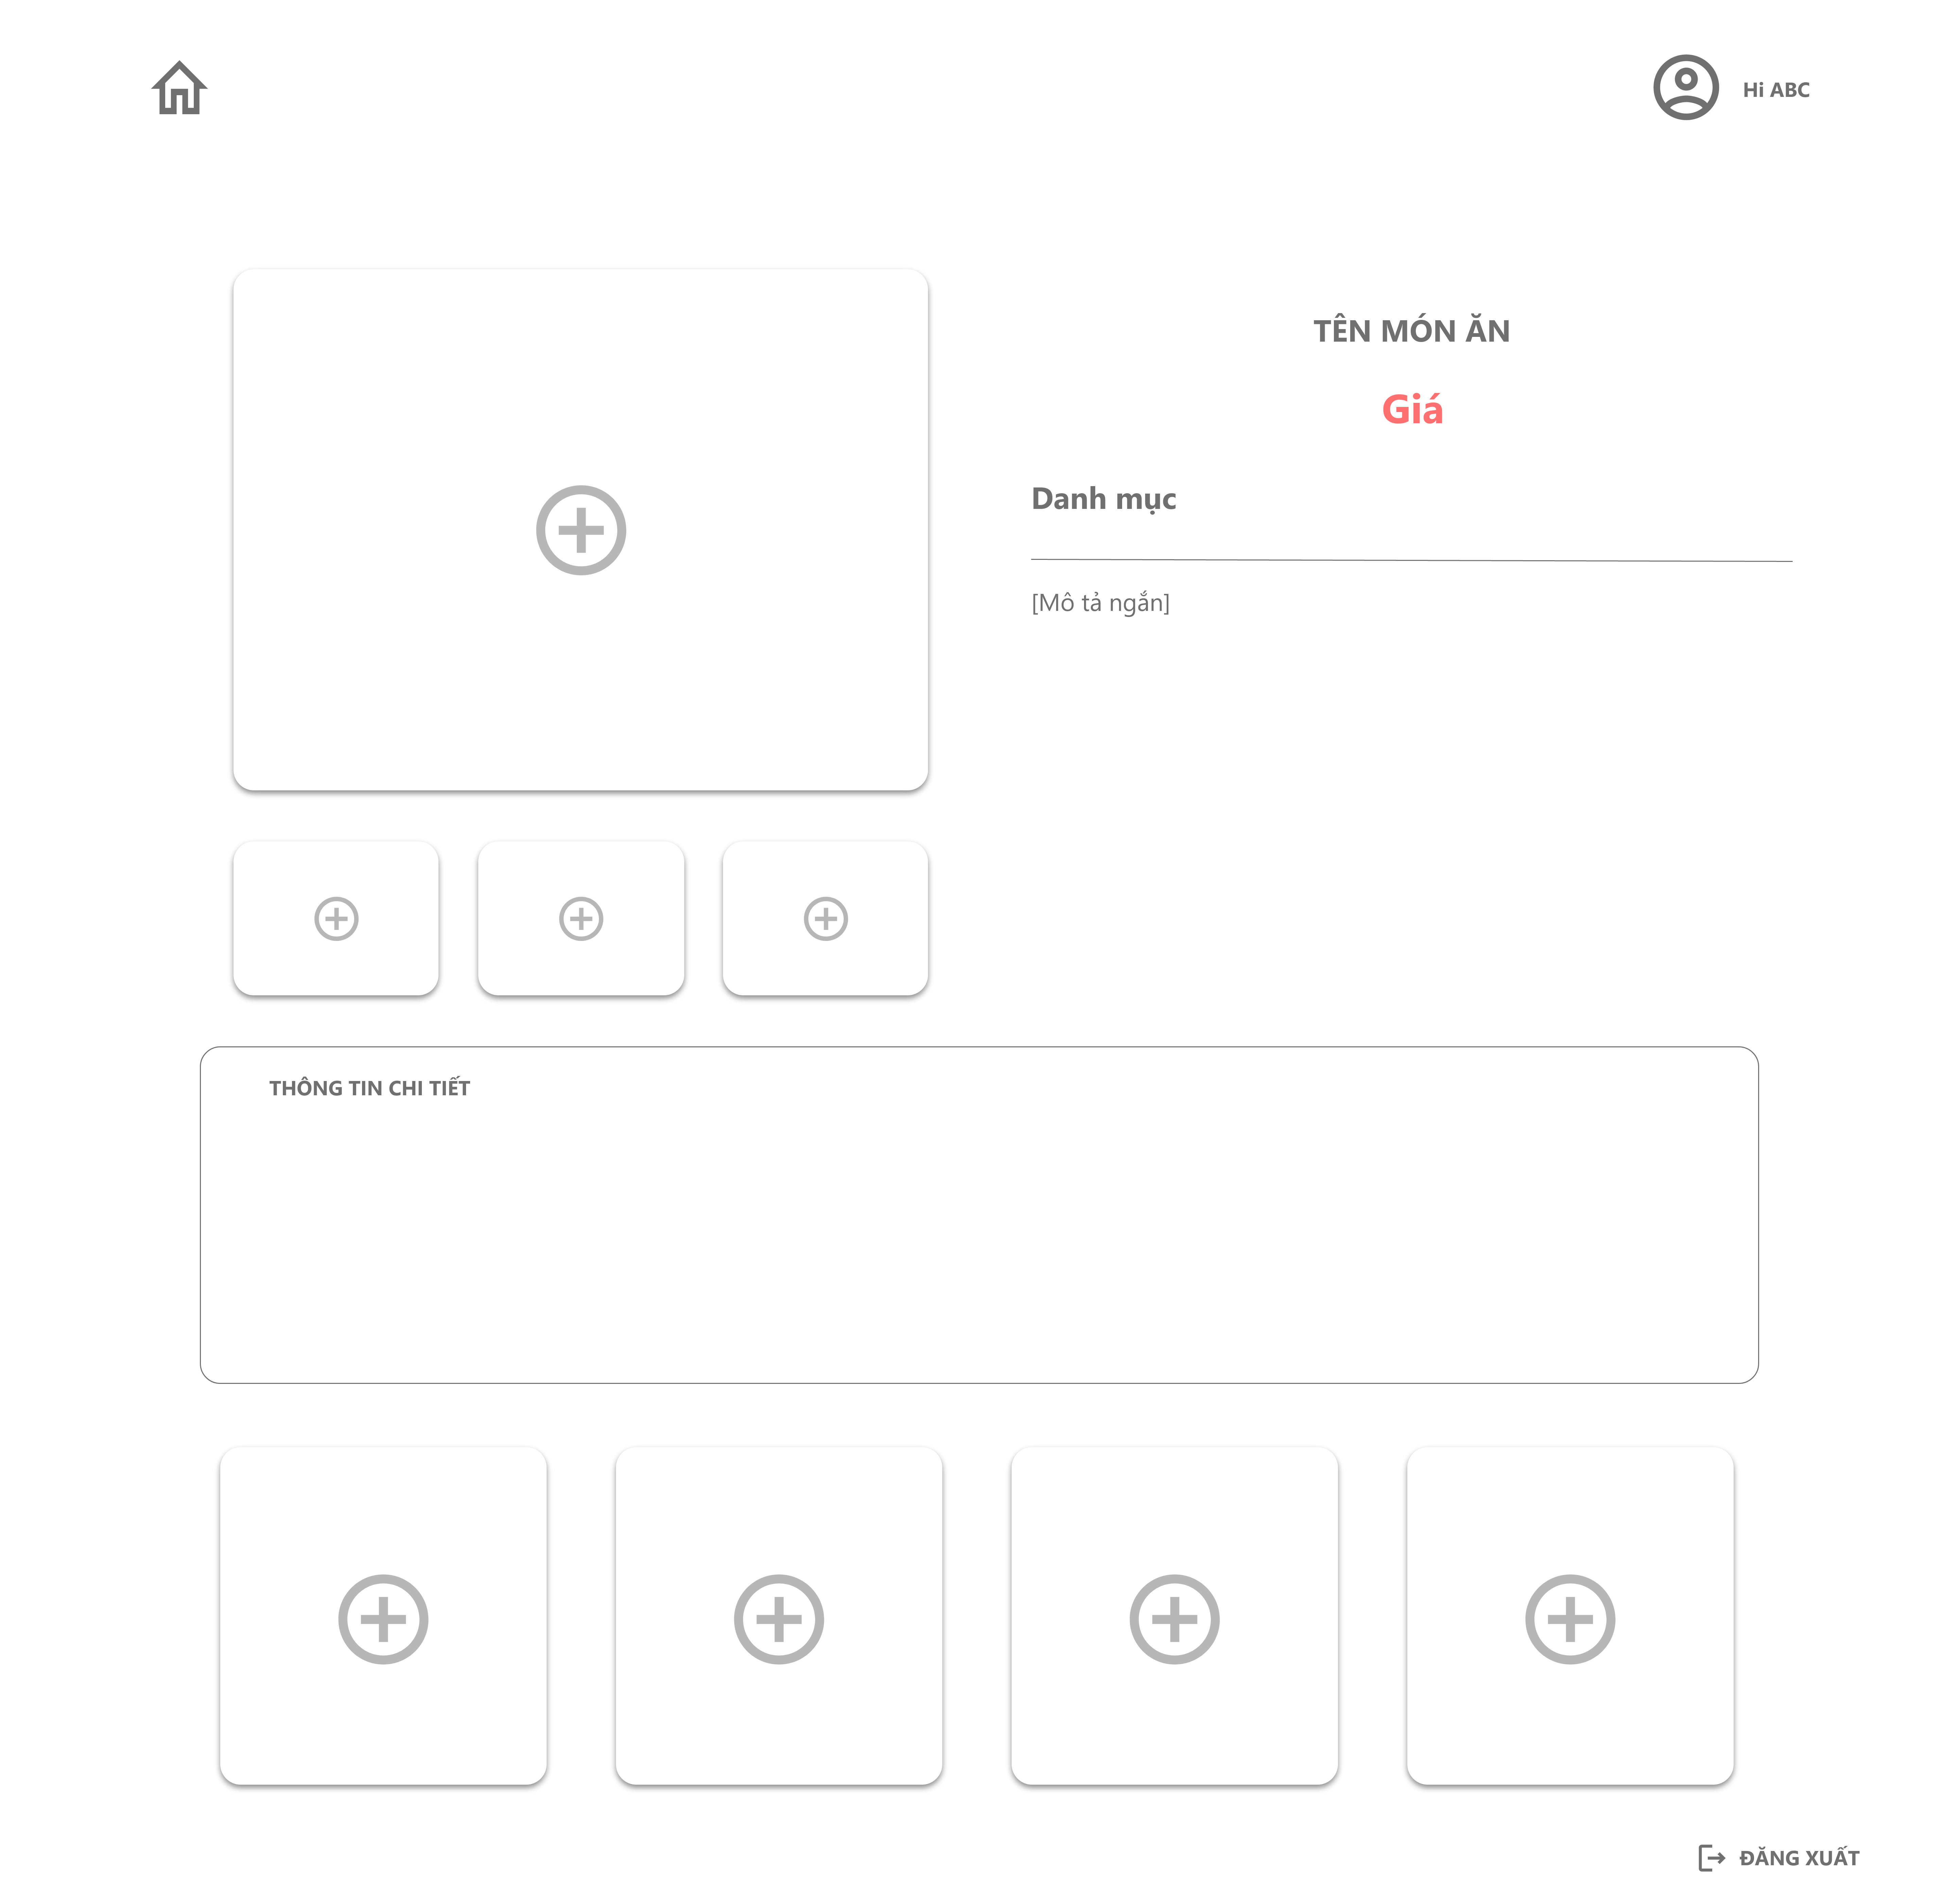 Hi ABC
TÊN MÓN ĂN
Giá
Danh mục
[Mô tả ngắn]
THÔNG TIN CHI TIẾT
ĐĂNG XUẤT